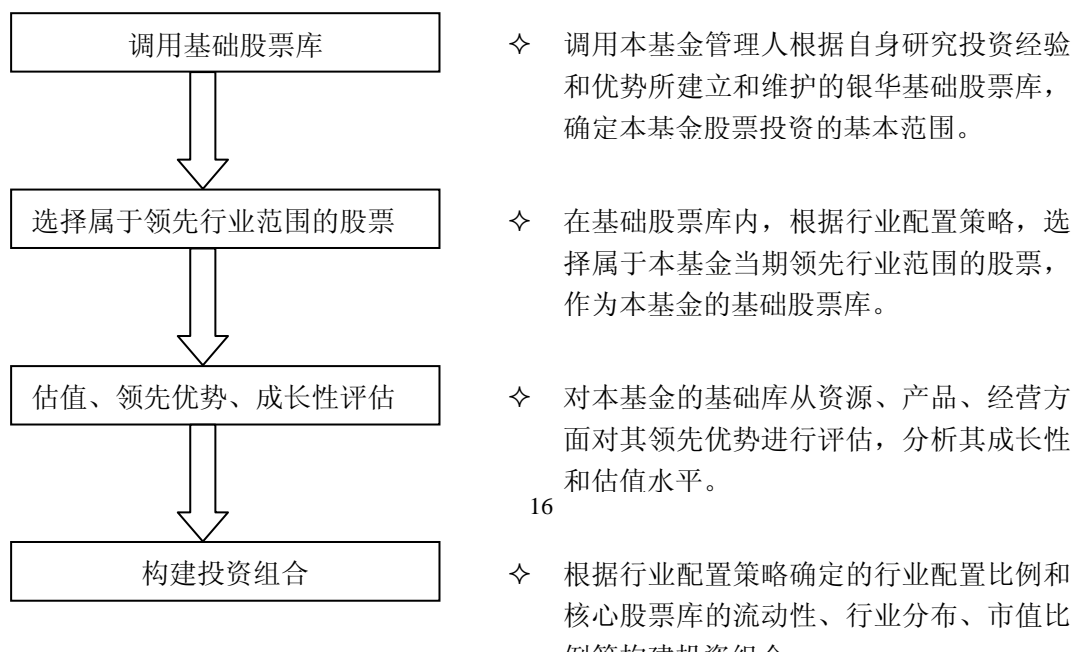 调用基础股票库
✧ 调用本基金管理人根据自身研究投资经验
和优势所建立和维护的银华基础股票库，
确定本基金股票投资的基本范围。
选择属于领先行业范围的股票
✧ 在基础股票库内，根据行业配置策略，选
择属于本基金当期领先行业范围的股票，
作为本基金的基础股票库。
估值、领先优势、成长性评估
✧ 对本基金的基础库从资源、产品、经营方
面对其领先优势进行评估，分析其成长性
和估值水平。
16
构建投资组合
✧ 根据行业配置策略确定的行业配置比例和
核心股票库的流动性、行业分布、市值比
例等构建投资组合